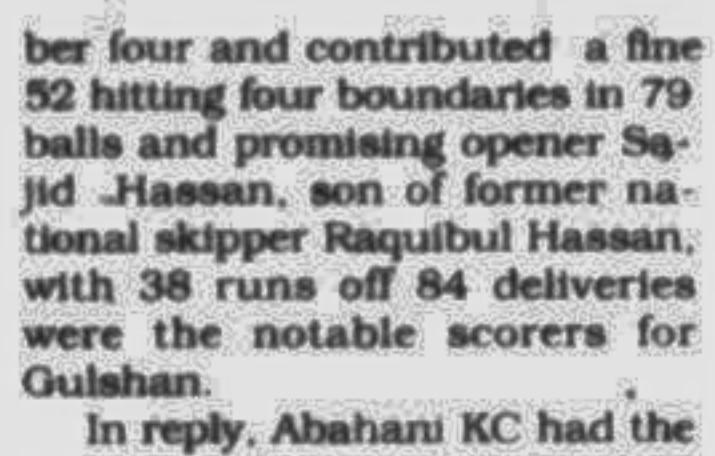 ber four and contributed a fine
52 hitting four boundaries in 79
balls and promising opener Sa-
jid Hassan, son of former na-
tional skipper Raquibul Hassan,
with 38 runs off 84 deliveries
were the notable scorers for
Gulshan.
In reply, Abahani KC had the